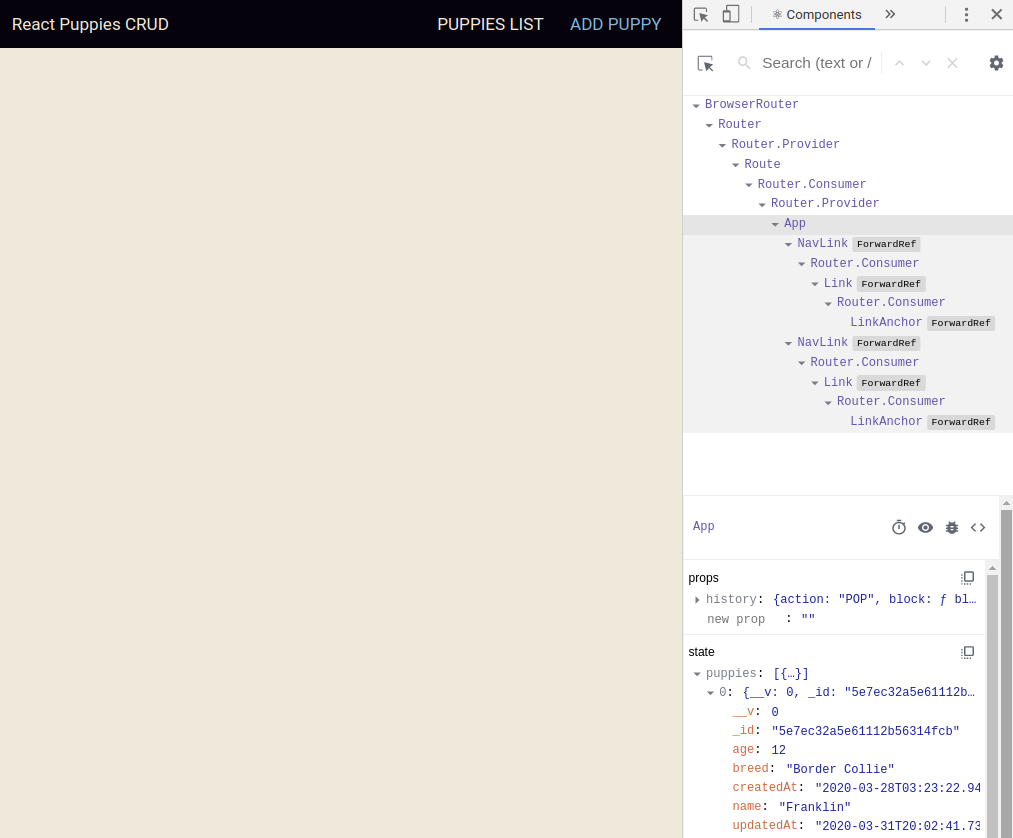 React Puppies CRUD
PUPPIES LIST
ADD PUPPY
Components
Search (text or /
BrowserRouter
Router
Router.Provider
Route
Router.Consumer
Router.Provider
App
NavLink ForwardRef
Router.Consumer
Link ForwardRef
Router.Consumer
LinkAnchor ForwardRef
NavLink ForwardRef
Router.Consumer
Link ForwardRef
Router.Consumer
LinkAnchor ForwardRef
App
props
history: {action: "POP", block: ƒ bl…
new prop : ""
state
puppies: [{…}]
0: {__v: 0, _id: "5e7ec32a5e61112b…
__v: 0
_id: "5e7ec32a5e61112b56314fcb"
age: 12
breed: "Border Collie"
createdAt: "2020-03-28T03:23:22.94
name: "Franklin"
updatedAt: "2020-03-31T20:02:41.73